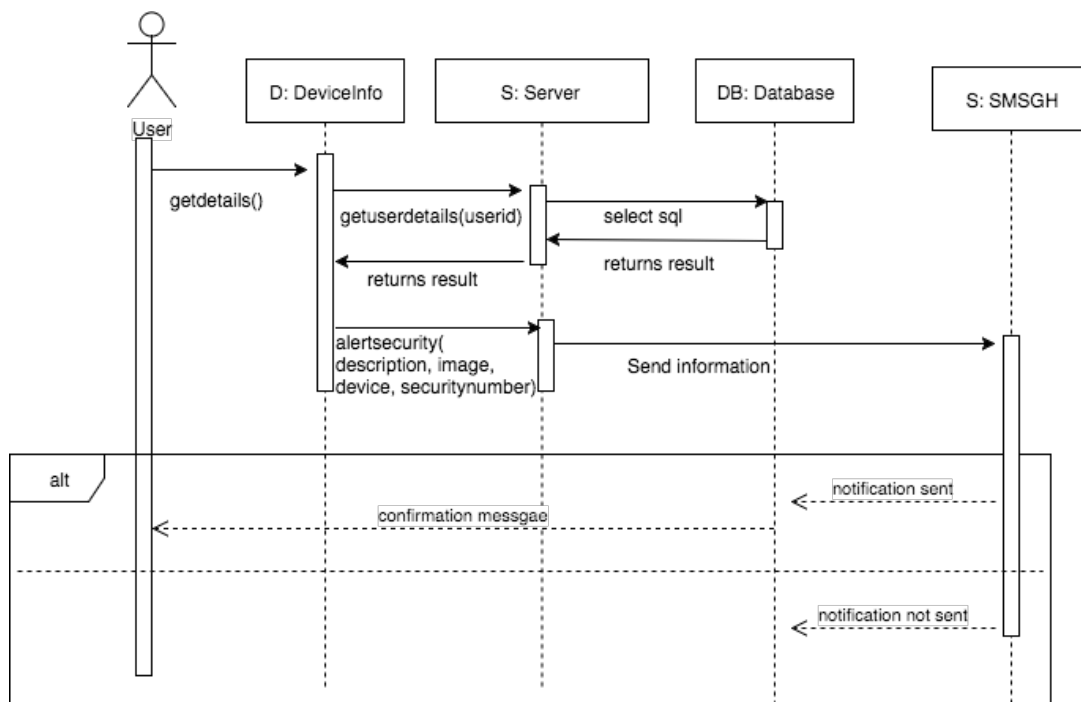 User
D: DeviceInfo
S: Server
DB: Database
S: SMSGH
getdetails()
getuserdetails(userid)
select sql
returns result
returns result
alertsecurity(
description, image,
device, securitynumber)
Send information
alt
notification sent
confirmation messgae
notification not sent